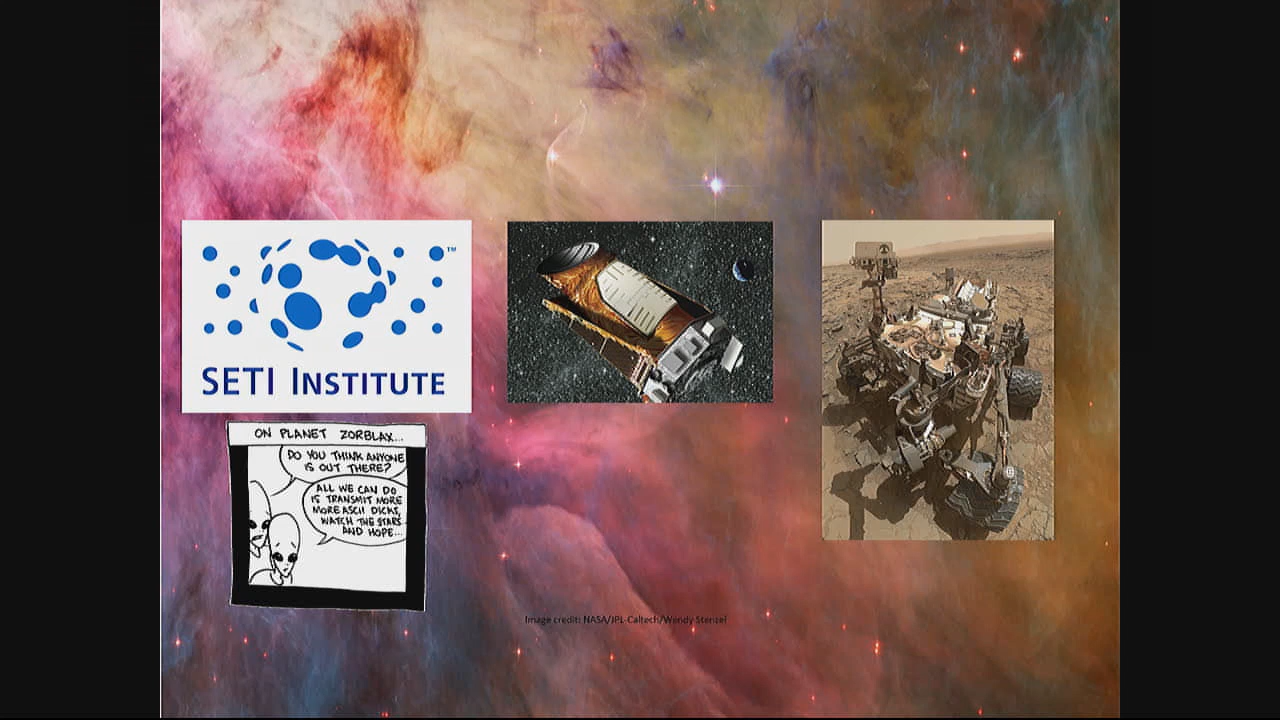 ™
SETI INSTITUTE
ON PLANET ZORBLAX...
DO YOU THINK ANYONE
IS OUT THERE?
ALL WE CAN DO
IS TRANSMIT MORE
MORE ASCII DICKS,
WATCH THE STARS
AND HOPE...
Image credit: NASA/JPL-Caltech/Wendy Stenzel